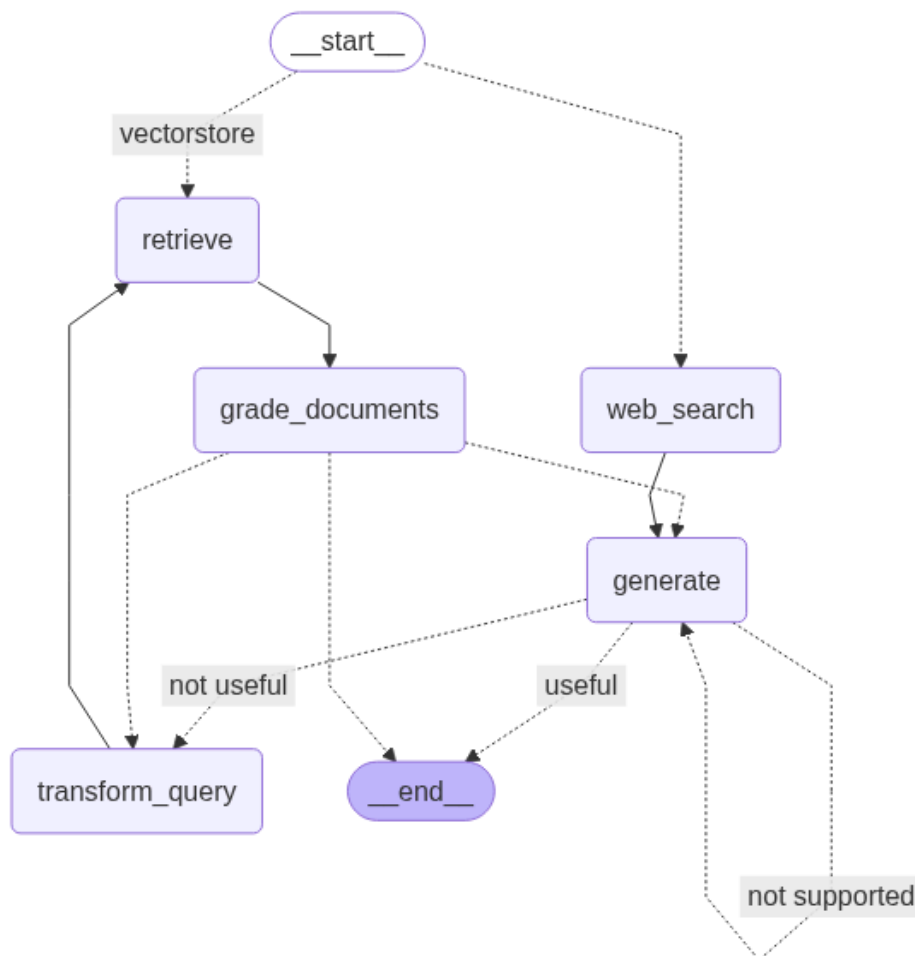 __start__
vectorstore
retrieve
grade_documents
web_search
generate
not useful
useful
transform_query
__end__
not supported